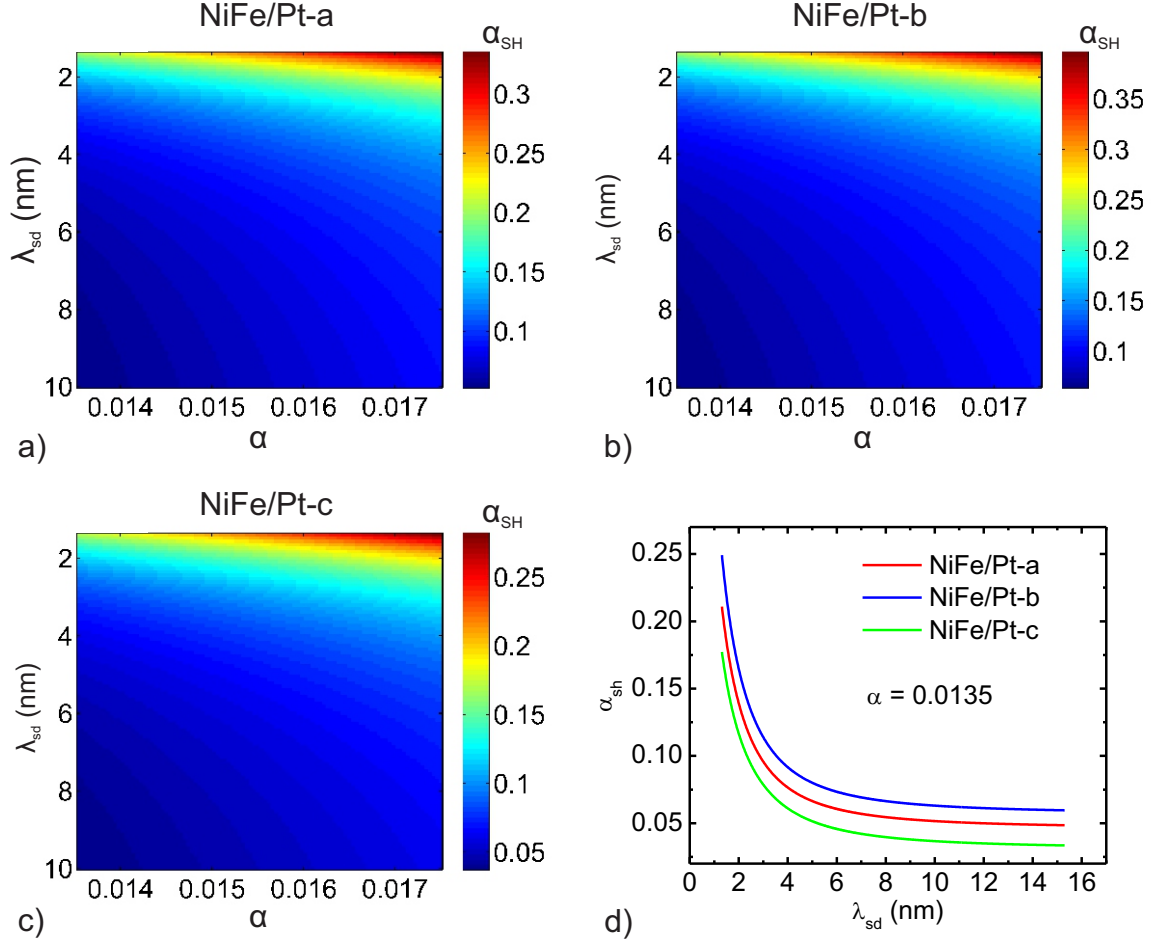 NiFe/Pt-a
α_SH
0.3
0.25
0.2
0.15
0.1
2
4
6
8
10
λ_sd (nm)
0.014 0.015 0.016 0.017
α
a)
NiFe/Pt-b
α_SH
0.35
0.3
0.25
0.2
0.15
0.1
2
4
6
8
10
λ_sd (nm)
0.014 0.015 0.016 0.017
α
b)
NiFe/Pt-c
α_SH
0.25
0.2
0.15
0.1
0.05
2
4
6
8
10
λ_sd (nm)
0.014 0.015 0.016 0.017
α
c)
0.25
0.20
0.15
0.10
0.05
α_sh
NiFe/Pt-a
NiFe/Pt-b
NiFe/Pt-c
α = 0.0135
0 2 4 6 8 10 12 14 16
λ_sd (nm)
d)